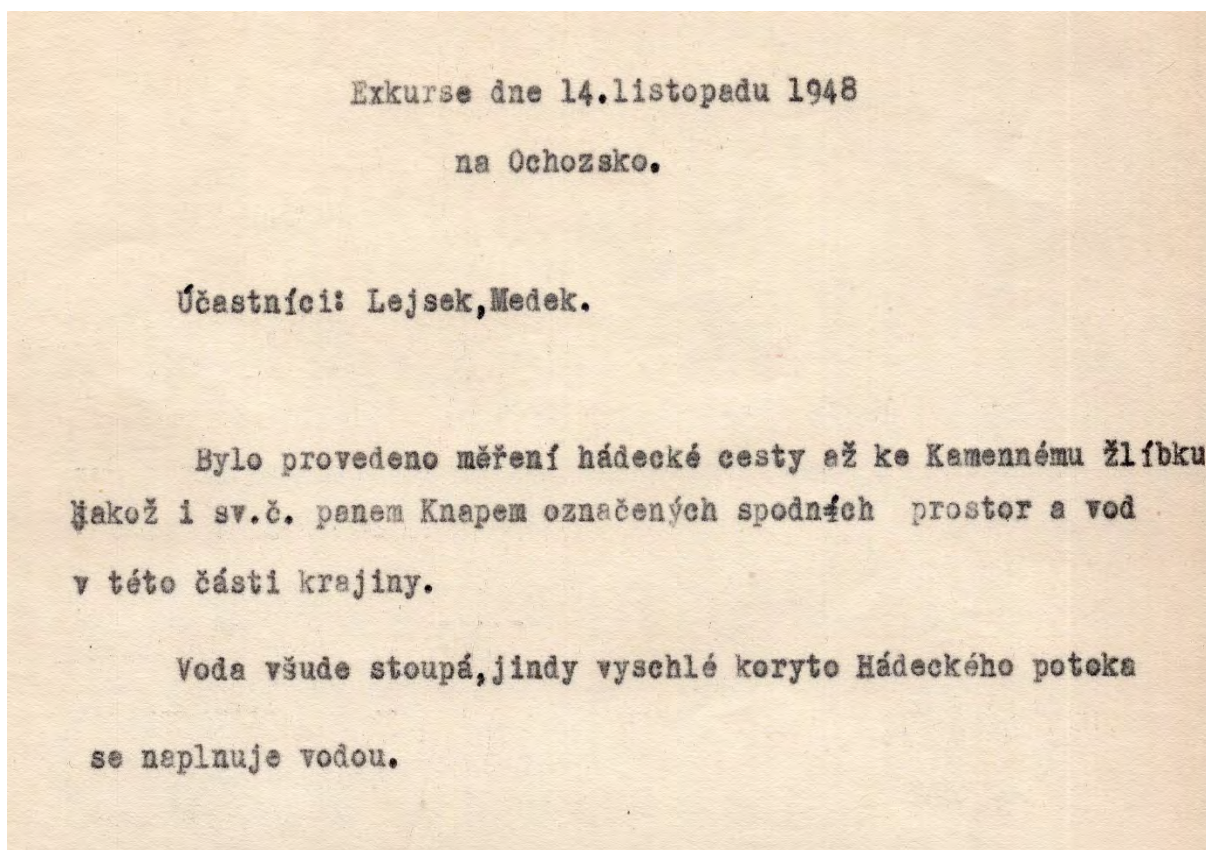 Exkurse dne 14.listopadu 1948
na Ochozsko.
Účastníci: Lejsek,Medek.
Bylo provedeno měření hádecké cesty až ke Kamennému žlíbku
jakož i sv.č. panem Knapem označených spodních prostor a vod
v této části krajiny.
Voda všude stoupá,jindy vyschlé koryto Hádeckého potoka
se naplnuje vodou.